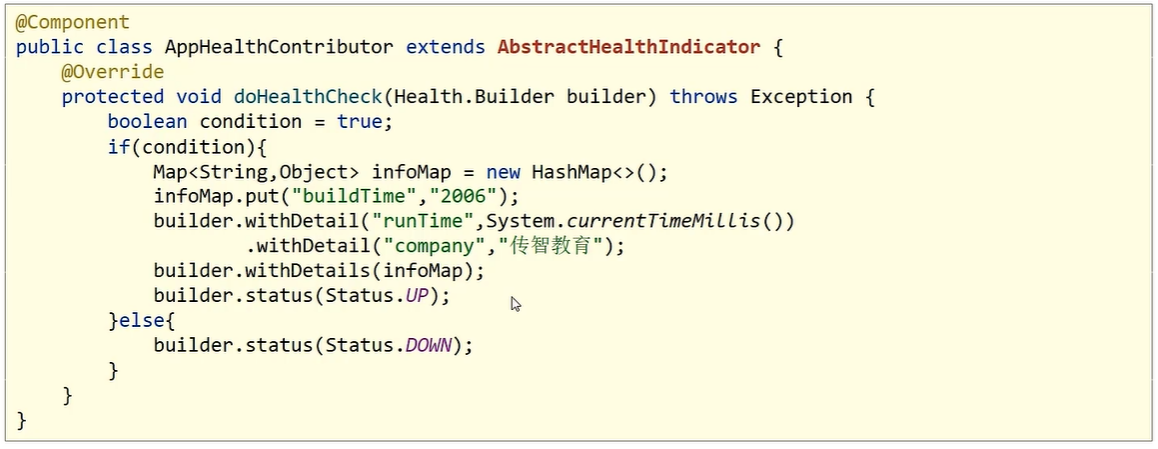 @Component
public class AppHealthContributor extends AbstractHealthIndicator {
    @Override
    protected void doHealthCheck(Health.Builder builder) throws Exception {
        boolean condition = true;
        if(condition){
            Map<String,Object> infoMap = new HashMap<>();
            infoMap.put("buildTime","2006");
            builder.withDetail("runTime",System.currentTimeMillis())
                    .withDetail("company","传智教育");
            builder.withDetails(infoMap);
            builder.status(Status.UP);
        }else{
            builder.status(Status.DOWN);
        }
    }
}